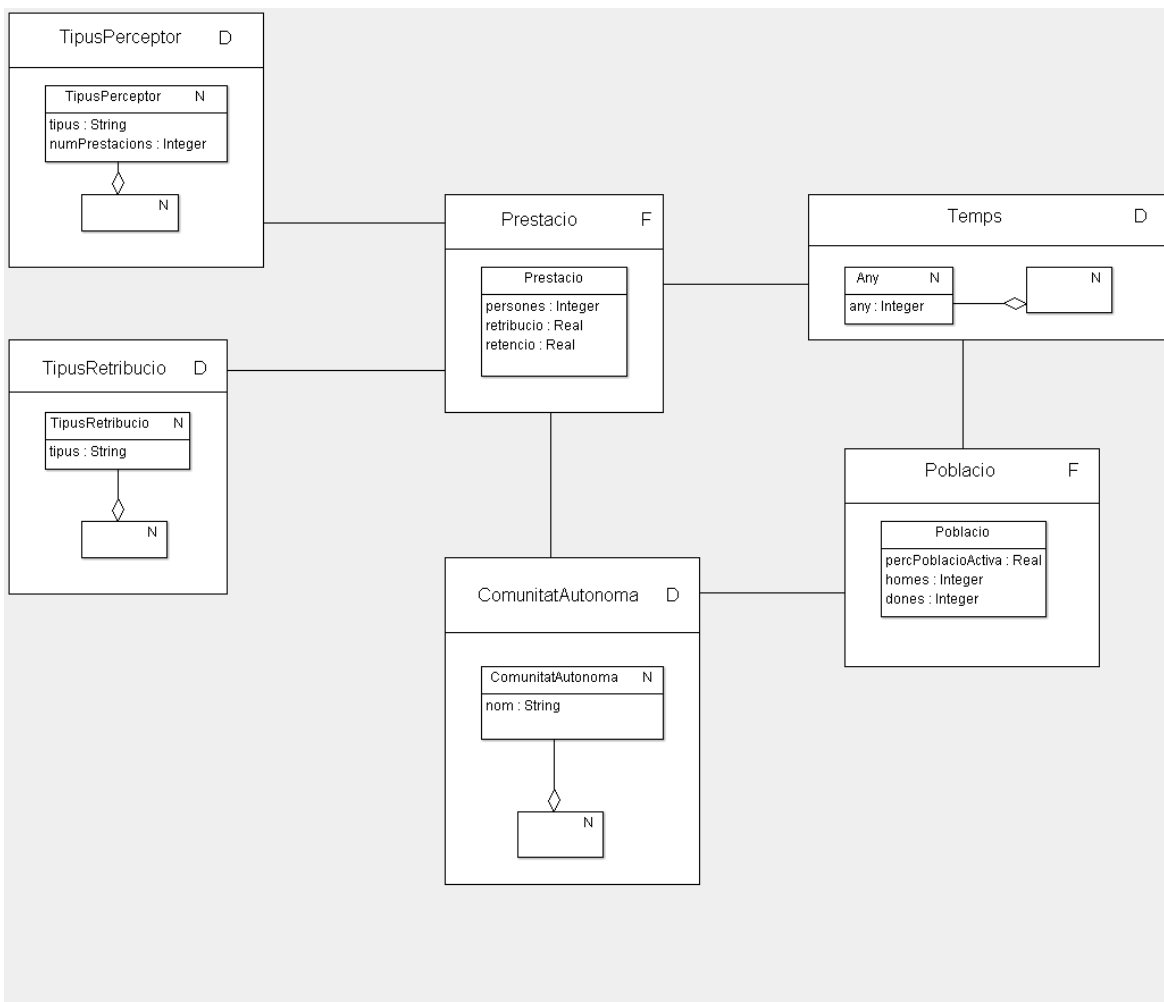 TipusPerceptor D
TipusPerceptor N
tipus : String
numPrestacions : Integer
N
Prestacio F
Prestacio
persones : Integer
retribucio : Real
retencio : Real
Temps D
Any N
any : Integer
N
TipusRetribucio D
TipusRetribucio N
tipus : String
N
Poblacio F
Poblacio
percPoblacioActiva : Real
homes : Integer
dones : Integer
ComunitatAutonoma D
ComunitatAutonoma N
nom : String
N